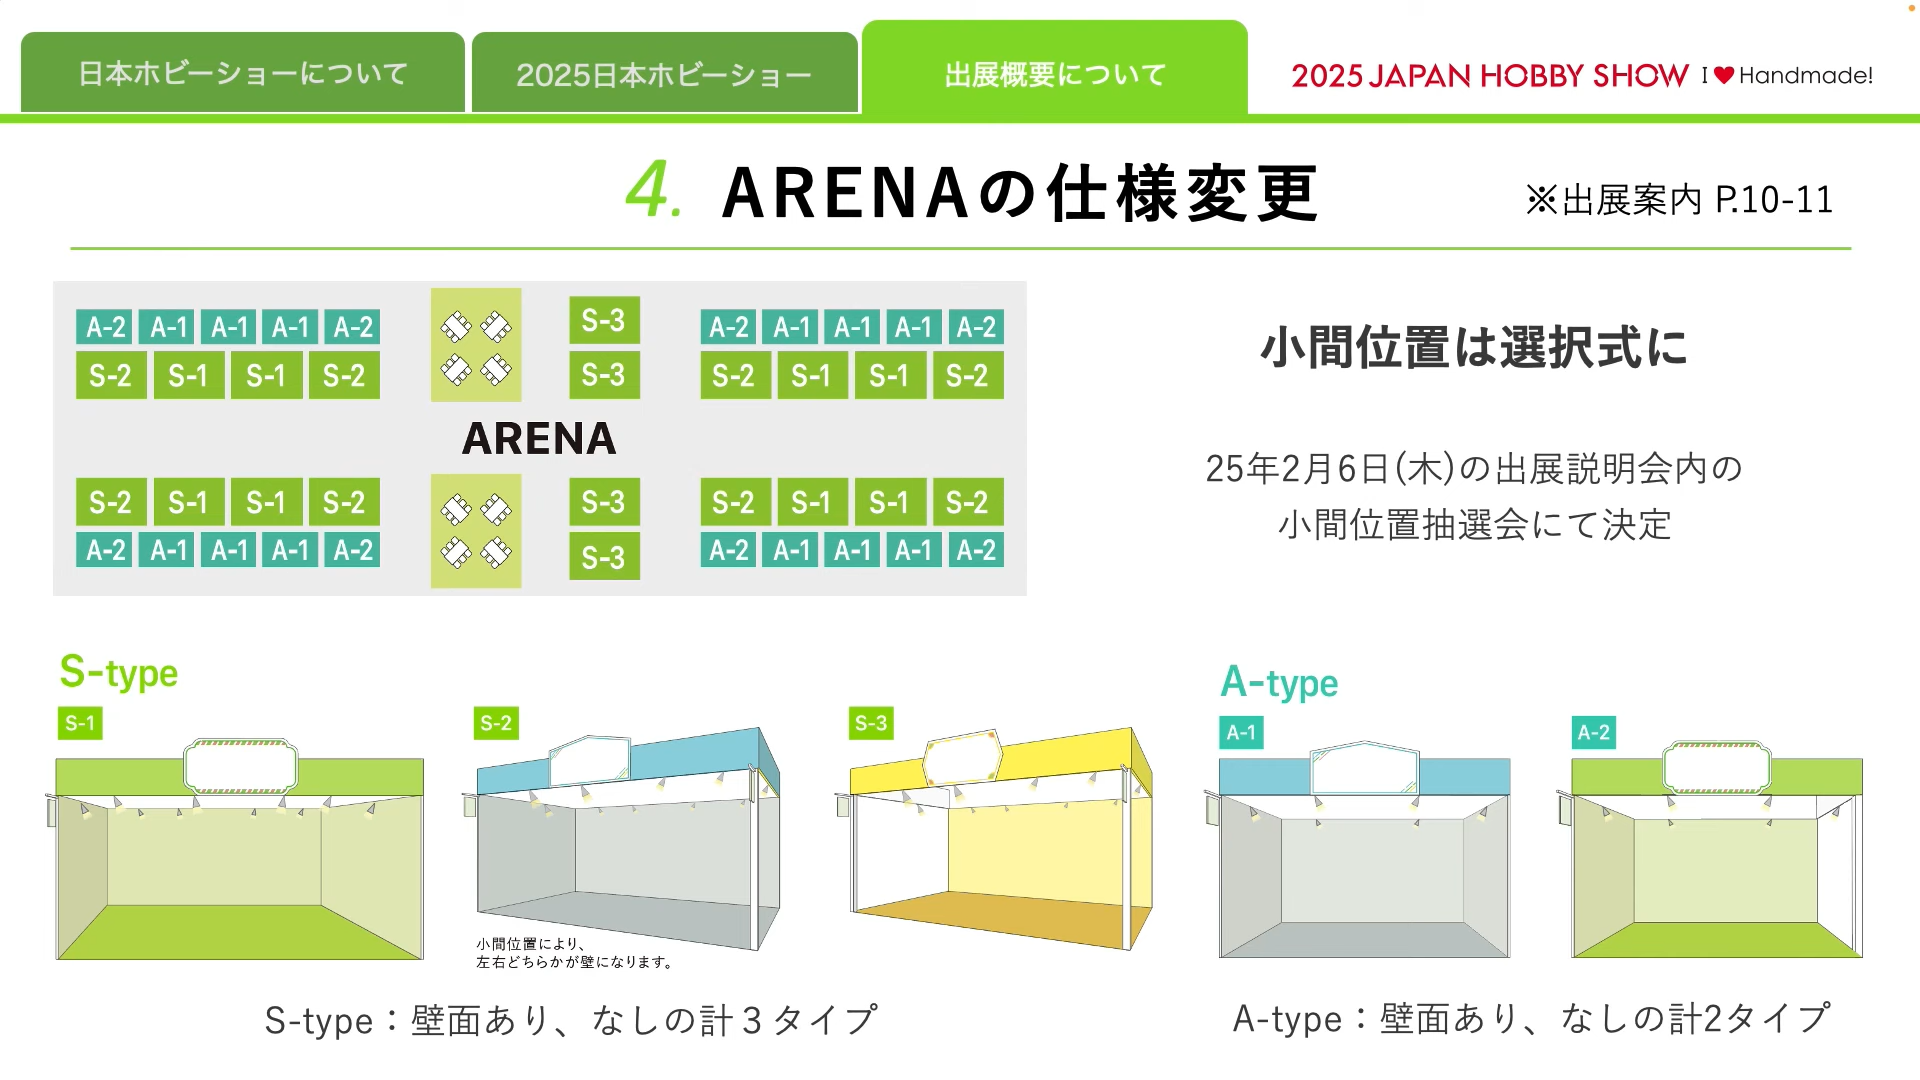 日本ホビーショーについて
2025日本ホビーショー
出展概要について
2025 JAPAN HOBBY SHOW I ♥ Handmade!
4. ARENAの仕様変更
※出展案内 P.10-11
A-2 A-1 A-1 A-1 A-2 S-3 A-2 A-1 A-1 A-1 A-2
S-2 S-1 S-1 S-2 S-3 S-2 S-1 S-1 S-2
ARENA
S-2 S-1 S-1 S-2 S-3 S-2 S-1 S-1 S-2
A-2 A-1 A-1 A-1 A-2 S-3 A-2 A-1 A-1 A-1 A-2
小間位置は選択式に
25年2月6日(木)の出展説明会内の
小間位置抽選会にて決定
S-type
S-1
S-2
S-3
小間位置により、
左右どちらかが壁になります。
S-type：壁面あり、なしの計３タイプ
A-type
A-1
A-2
A-type：壁面あり、なしの計2タイプ